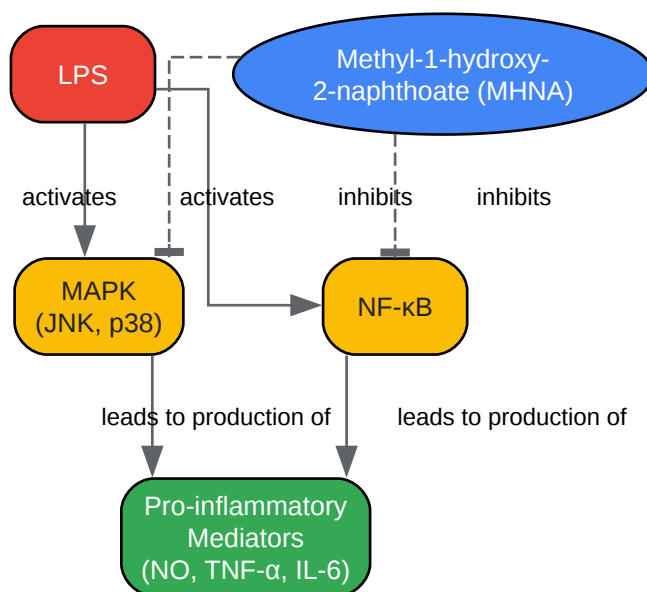 LPS
Methyl-1-hydroxy-
2-naphthoate (MHNA)
activates
activates
inhibits
inhibits
MAPK
(JNK, p38)
NF-κB
leads to production of
leads to production of
Pro-inflammatory
Mediators
(NO, TNF-α, IL-6)